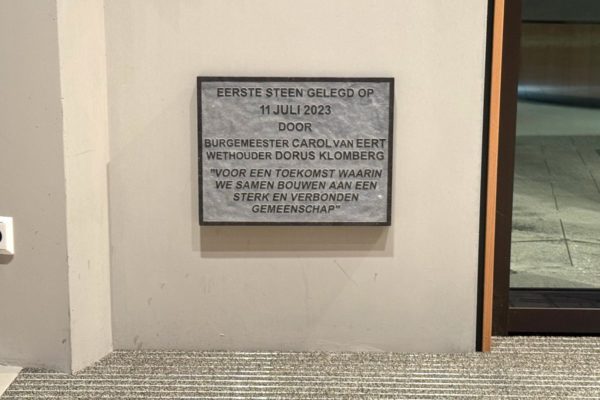 EERSTE STEEN GELEGD OP
11 JULI 2023
DOOR
BURGEMEESTER CAROL VAN EERT
WETHOUDER DORUS KLOMBERG
"VOOR EEN TOEKOMST WAARIN
WE SAMEN BOUWEN AAN EEN
STERK EN VERBONDEN
GEMEENSCHAP"